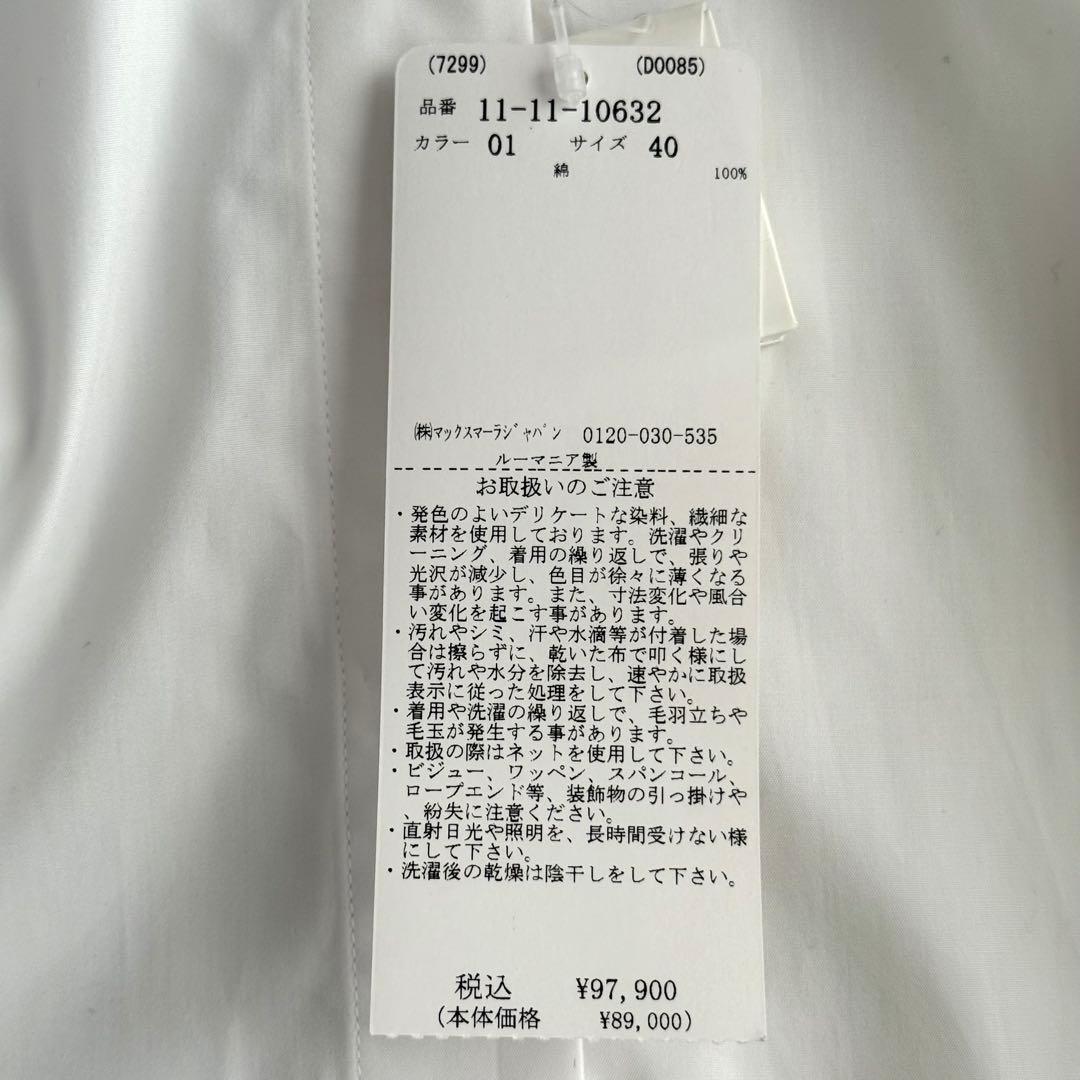 (7299) (D0085)
品番 11-11-10632
カラー 01 サイズ 40
綿 100%
㈱マックスマーラジャパン 0120-030-535
ルーマニア製
お取扱いのご注意
・発色のよいデリケートな染料、繊細な
素材を使用しております。洗濯やクリ
ーニング、着用の繰り返しで、張りや
光沢が減少し、色目が徐々に薄くなる
事があります。また、寸法変化や風合
い変化を起こす事があります。
・汚れやシミ、汗や水滴等が付着した場
合は擦らずに、乾いた布で叩く様にし
て汚れや水分を除去し、速やかに取扱
表示に従った処理をして下さい。
・着用や洗濯の繰り返しで、毛羽立ちや
毛玉が発生する事があります。
・取扱の際はネットを使用して下さい。
・ビジュー、ワッペン、スパンコール、
ロープエンド等、装飾物の引っ掛けや
、紛失に注意ください。
・直射日光や照明を、長時間受けない様
にして下さい。
・洗濯後の乾燥は陰干しをして下さい。
税込 ¥97,900
(本体価格 ¥89,000)